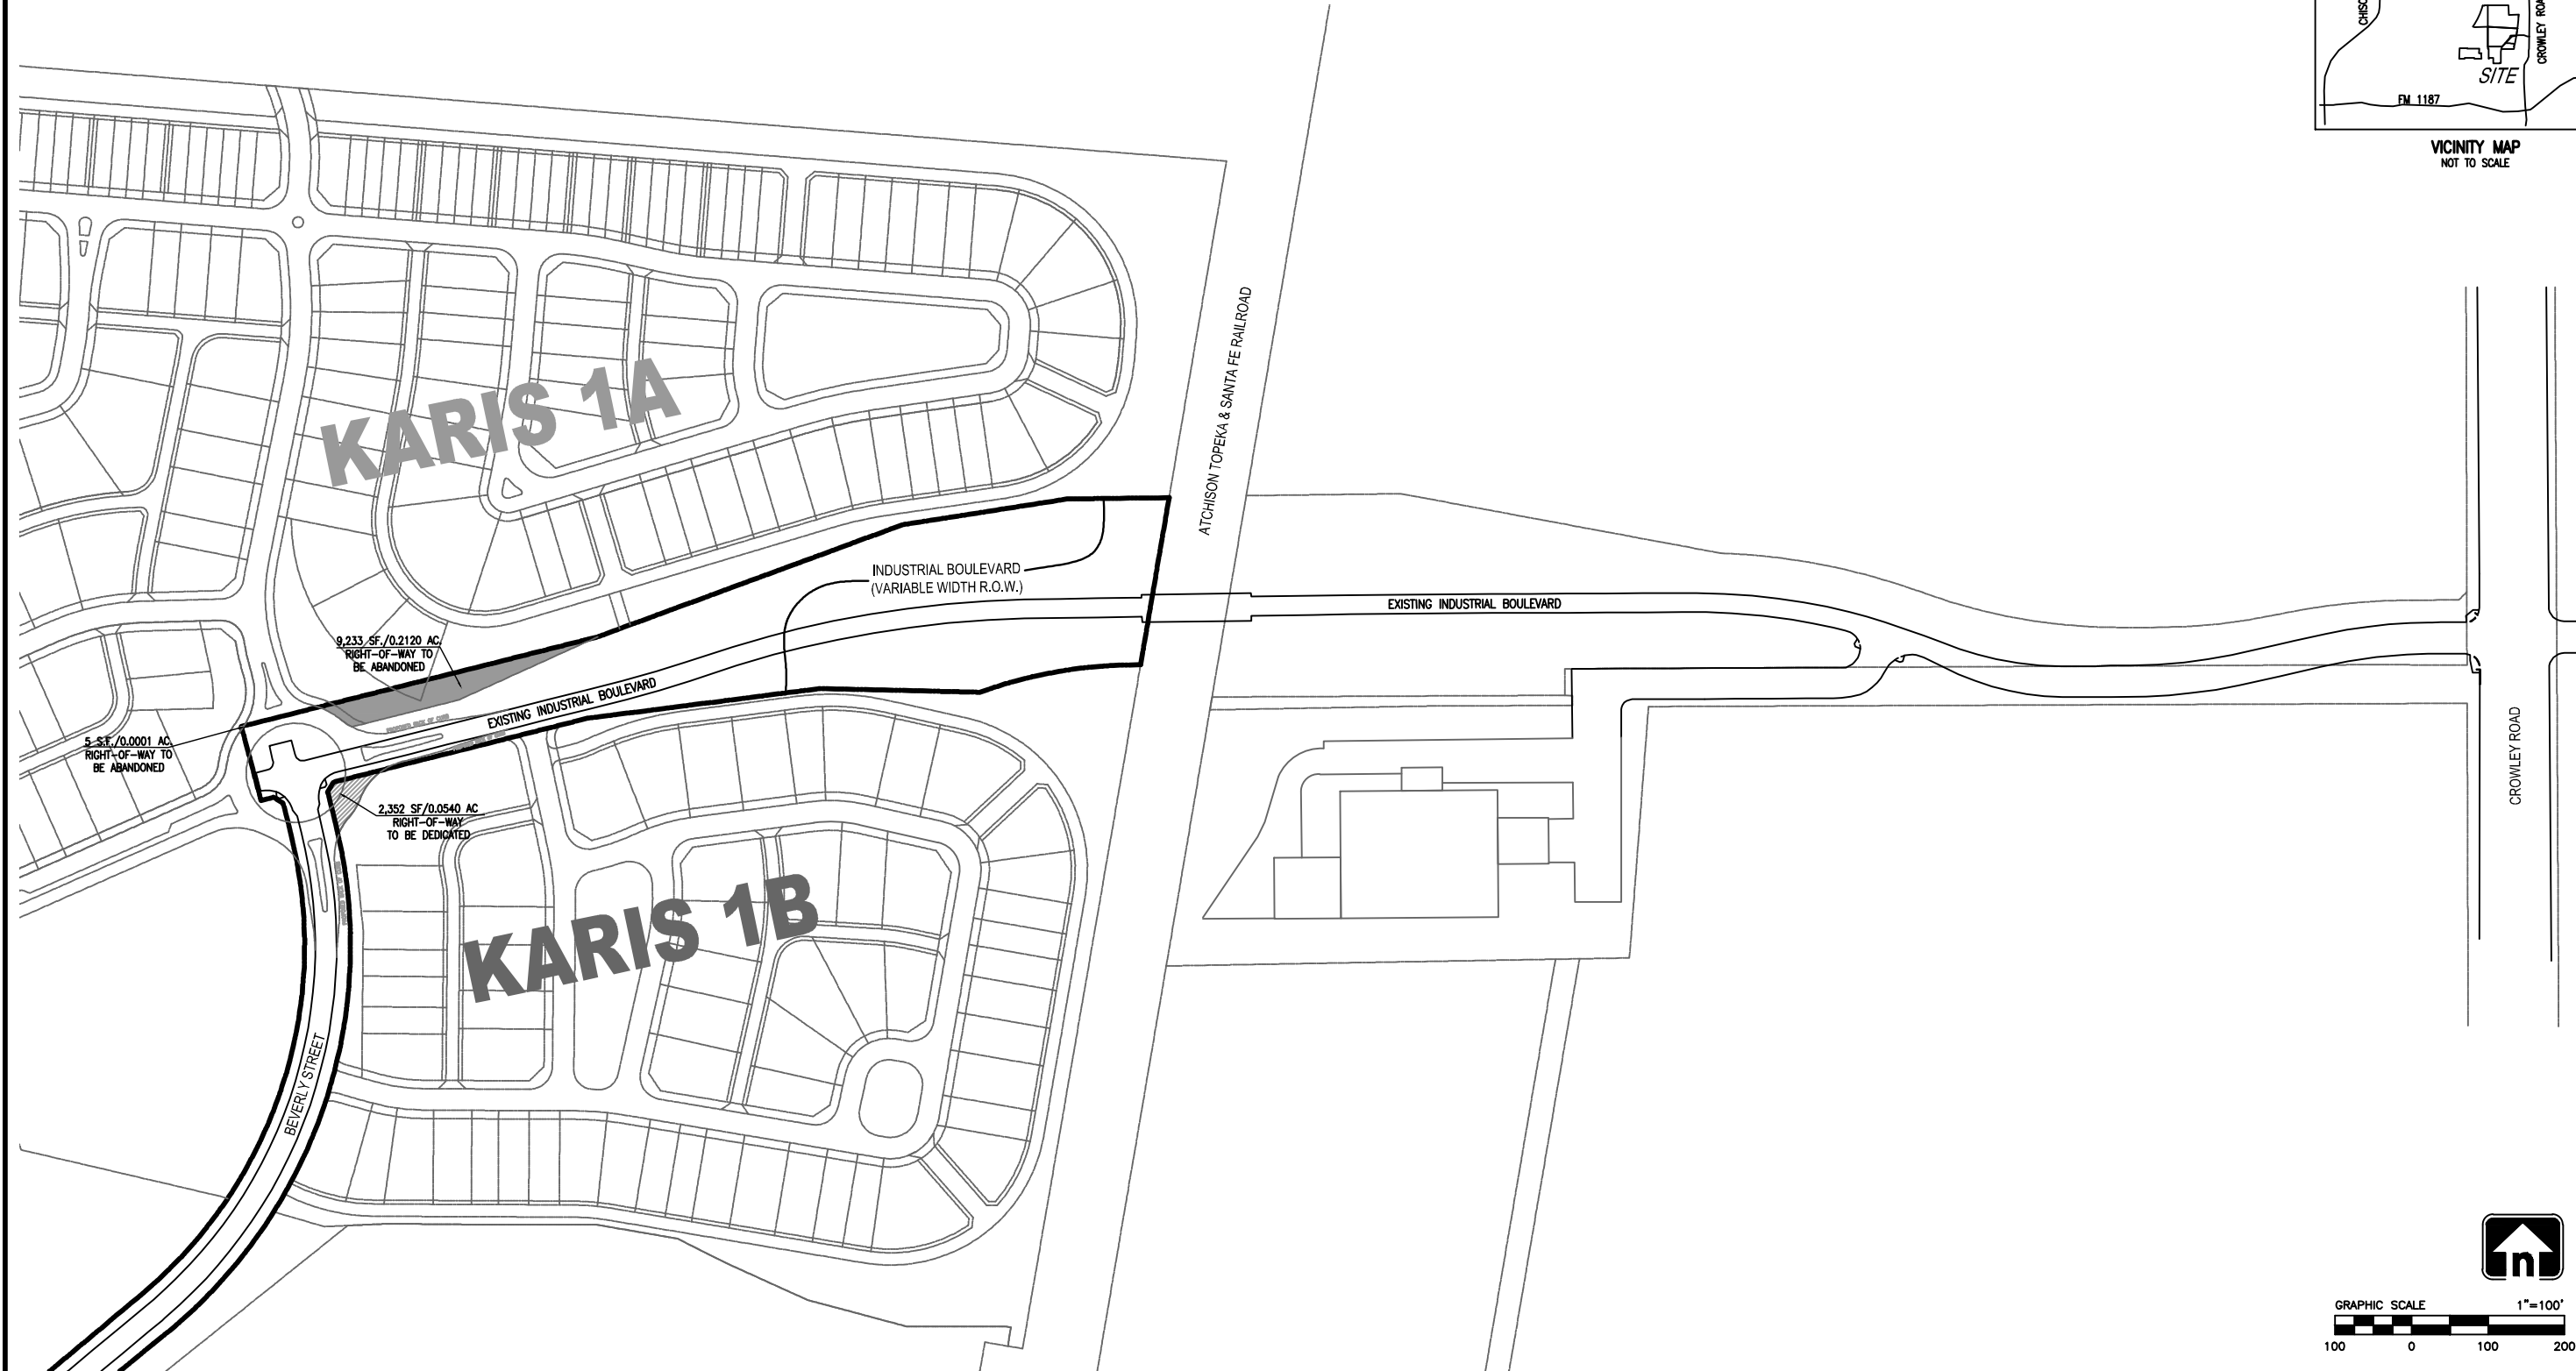 CROWLEY ROA
SITE
FM 1187
VICINITY MAP
NOT TO SCALE
ATCHISON TOPEKA & SANTA FE RAILROAD
KARIS 1A
INDUSTRIAL BOULEVARD
(VARIABLE WIDTH R.O.W.)
EXISTING INDUSTRIAL BOULEVARD
9,233 SF./0.2120 AC.
RIGHT-OF-WAY TO
BE ABANDONED
EXISTING INDUSTRIAL BOULEVARD
5 S.F./0.0001 AC.
RIGHT-OF-WAY TO
BE ABANDONED
2,352 SF/0.0540 AC
RIGHT-OF-WAY
TO BE DEDICATED
CROWLEY ROAD
KARIS 1B
BEVERLY STREET
n
GRAPHIC SCALE 1"=100'
100 0 100 200